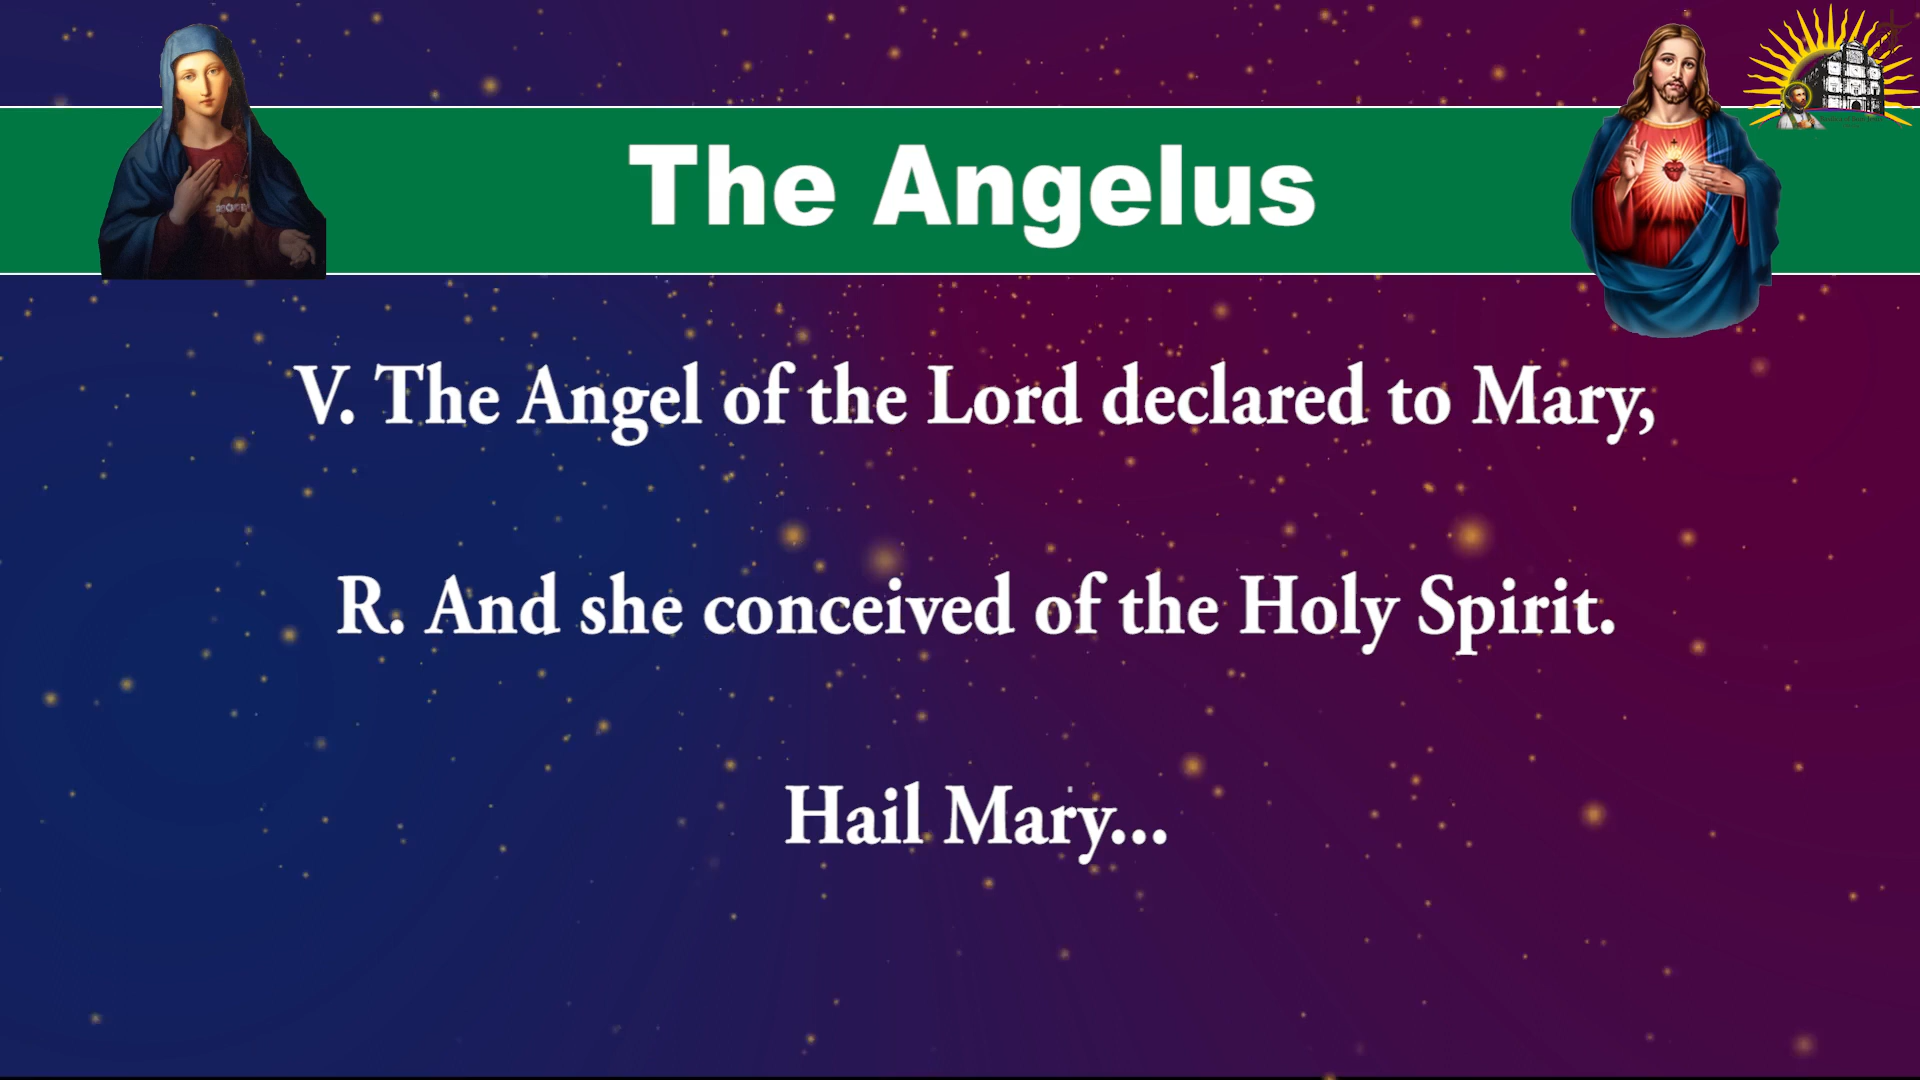 The Angelus
V. The Angel of the Lord declared to Mary,
R. And she conceived of the Holy Spirit.
Hail Mary...